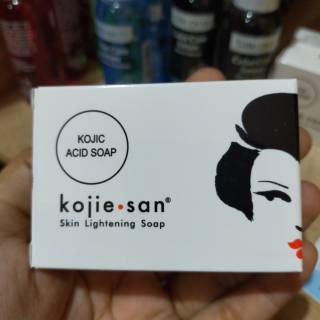 KOJIC
ACID SOAP
kojie•san®
Skin Lightening Soap